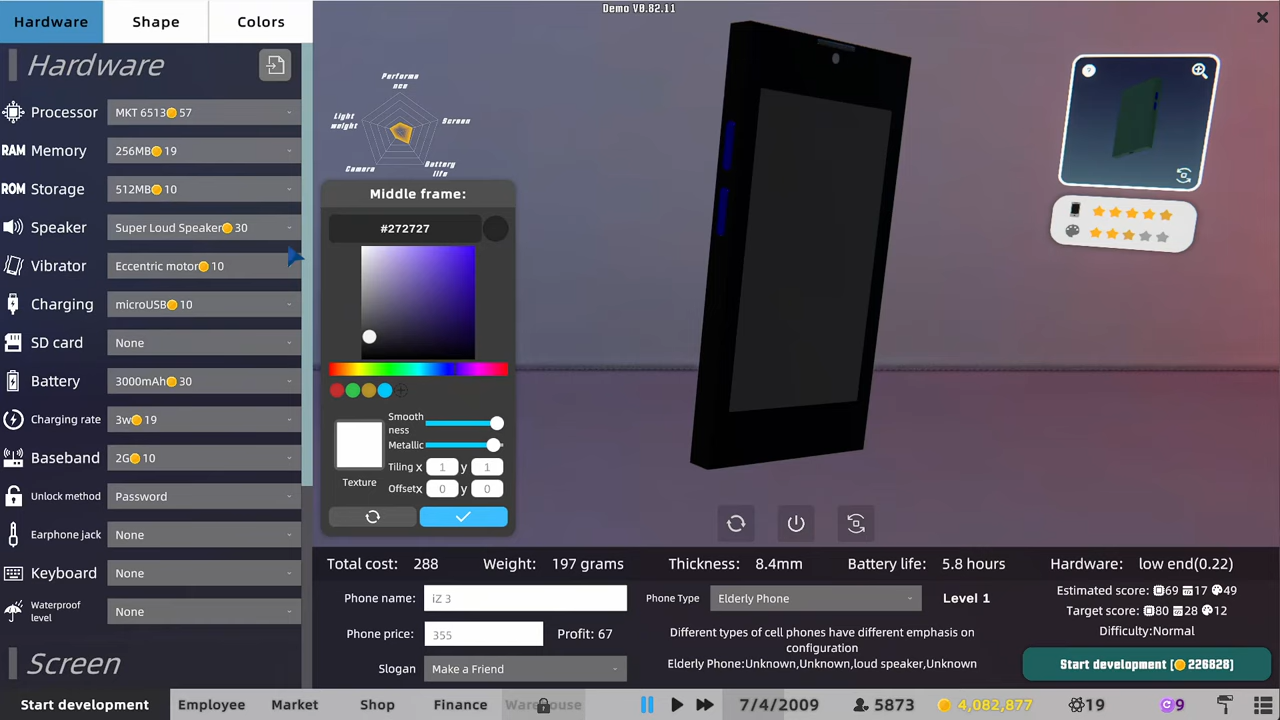 Demo V0.82.11
Hardware
Shape
Colors
Hardware
Processor
MKT 6513 57
RAM Memory
256MB 19
ROM Storage
512MB 10
Speaker
Super Loud Speaker 30
Vibrator
Eccentric motor 10
Charging
microUSB 10
SD card
None
Battery
3000mAh 30
Charging rate
3w 19
Baseband
2G 10
Unlock method
Password
Earphone jack
None
Keyboard
None
Waterproof
level
None
Screen
Performa
nce
Light
weight
Screen
Camera
Battery
life
Middle frame:
#272727
Smooth
ness
Metallic
Tiling x 1 y 1
Texture
Offsetx 0 y 0
Total cost: 288
Weight: 197 grams
Thickness: 8.4mm
Battery life: 5.8 hours
Hardware: low end(0.22)
Phone name: iZ 3
Phone Type Elderly Phone
Level 1
Phone price: 355
Profit: 67
Slogan Make a Friend
Different types of cell phones have different emphasis on
configuration
Elderly Phone:Unknown,Unknown,loud speaker,Unknown
Estimated score: 69 17 49
Target score: 80 28 12
Difficulty:Normal
Start development [ 226828]
Start development
Employee
Market
Shop
Finance
Warehouse
7/4/2009
5873
4,082,877
19
9